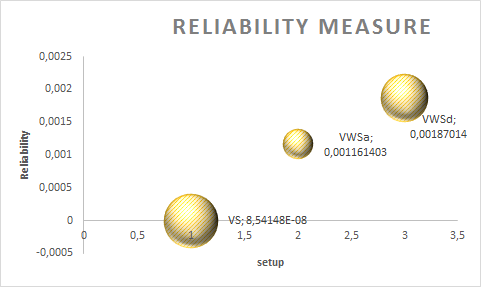 RELIABILITY MEASURE
0,0025
0,002
0,0015
0,001
0,0005
0
-0,0005
Reliability
VWSd;
0,00187014
VWSa;
0,001161403
VS; 8,54148E-08
0 0,5 1 1,5 2 2,5 3 3,5
setup